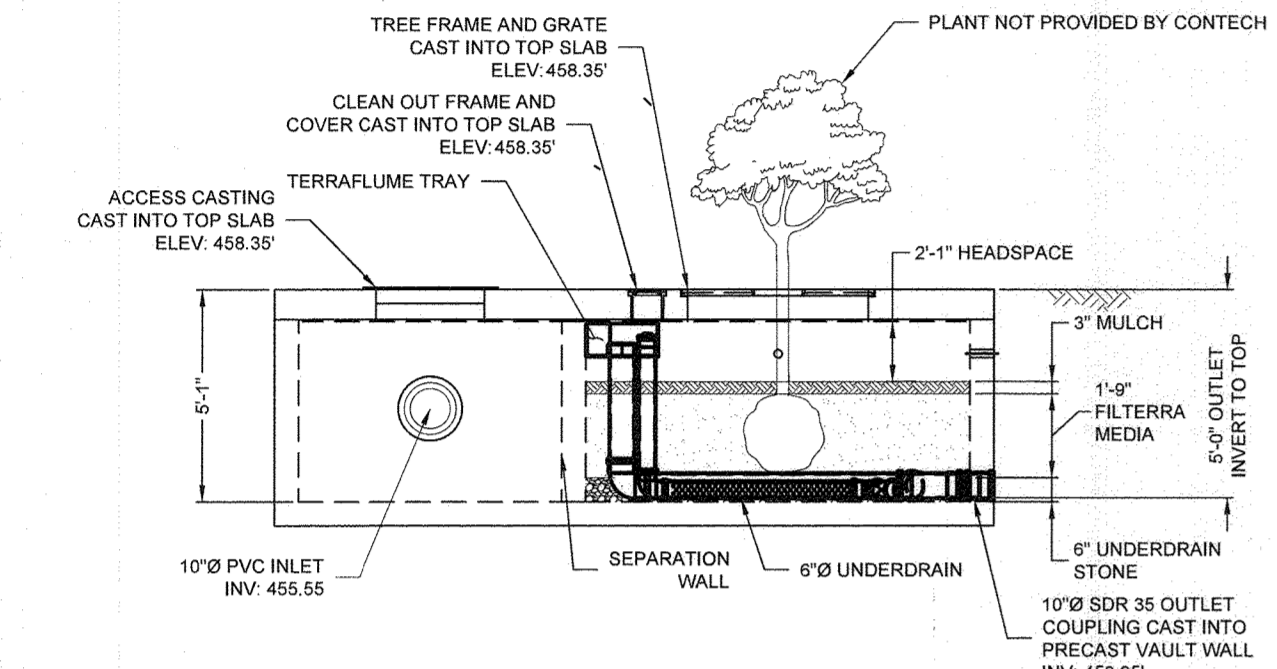 TREE FRAME AND GRATE
CAST INTO TOP SLAB
ELEV: 458.35'
PLANT NOT PROVIDED BY CONTECH
CLEAN OUT FRAME AND
COVER CAST INTO TOP SLAB
ELEV: 458.35'
TERRAFLUME TRAY
ACCESS CASTING
CAST INTO TOP SLAB
ELEV: 458.35'
2'-1" HEADSPACE
3" MULCH
1'-9"
FILTERRA
MEDIA
5'-0" OUTLET
INVERT TO TOP
5'-1"
10"Ø PVC INLET
INV: 455.55
SEPARATION
WALL
6"Ø UNDERDRAIN
6" UNDERDRAIN
STONE
10"Ø SDR 35 OUTLET
COUPLING CAST INTO
PRECAST VAULT WALL